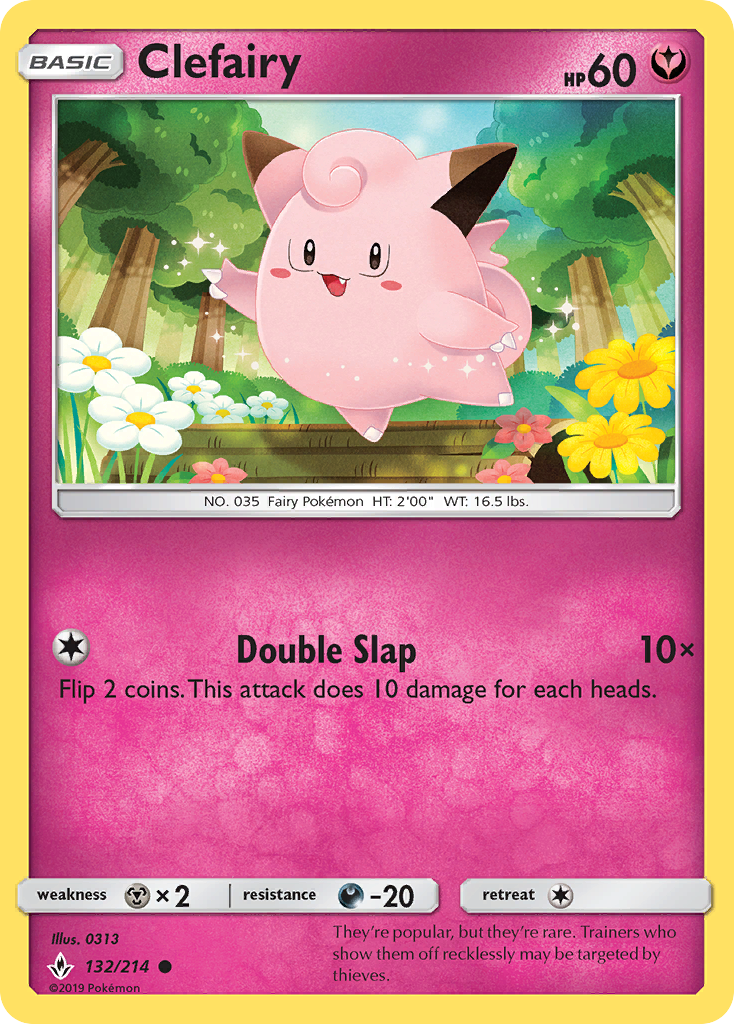 BASIC Clefairy HP60
NO. 035 Fairy Pokémon HT: 2'00" WT: 16.5 lbs.
Double Slap 10×
Flip 2 coins. This attack does 10 damage for each heads.
weakness ×2 resistance -20 retreat
Illus. 0313
132/214
©2019 Pokémon
They're popular, but they're rare. Trainers who
show them off recklessly may be targeted by
thieves.